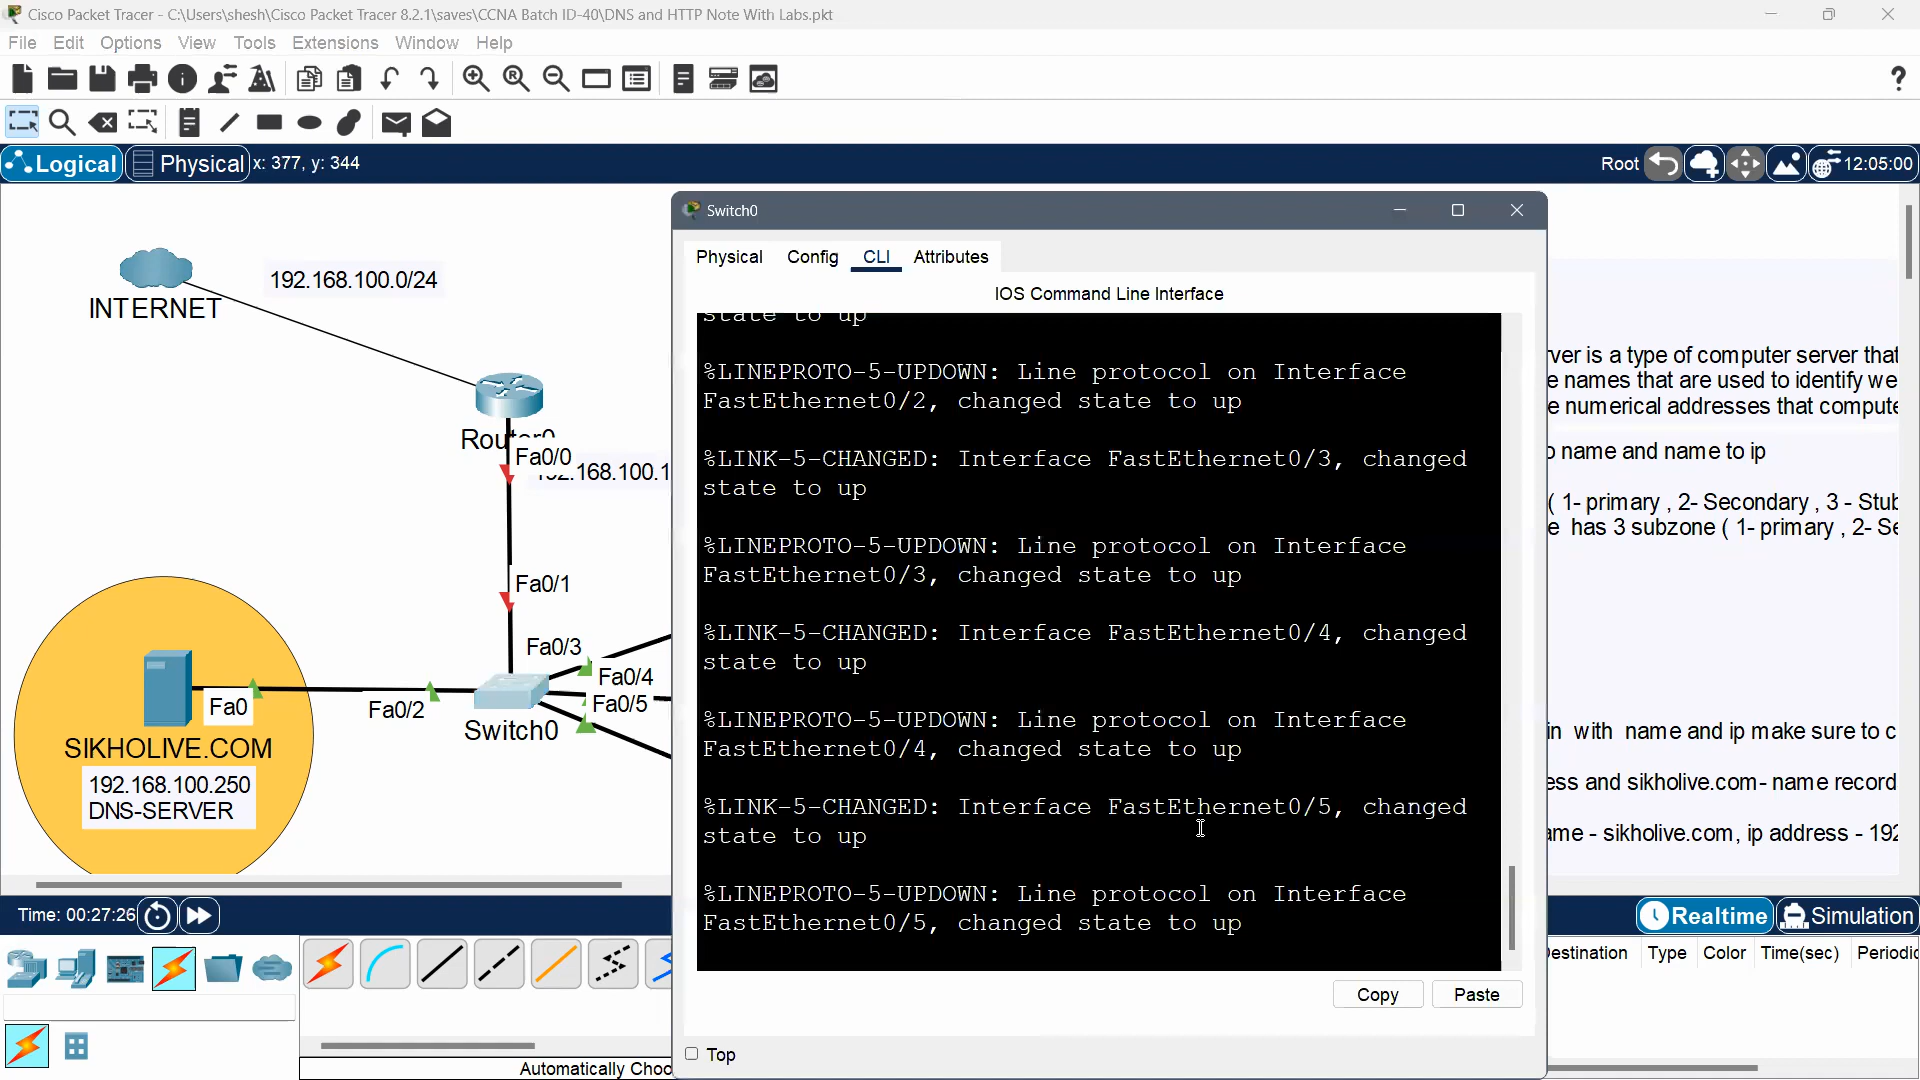 Cisco Packet Tracer - C:\Users\shesh\Cisco Packet Tracer 8.2.1\saves\CCNA Batch ID-40\DNS and HTTP Note With Labs.pkt
File Edit Options View Tools Extensions Window Help
Logical Physical x: 377, y: 344
Root 12:05:00
INTERNET
192.168.100.0/24
Router0
Fa0/0
.168.100.1
Fa0/1
Fa0/3
Fa0/4
Fa0/5
Fa0
Fa0/2
Switch0
SIKHOLIVE.COM
192.168.100.250
DNS-SERVER
Switch0
Physical Config CLI Attributes
IOS Command Line Interface
state to up
%LINEPROTO-5-UPDOWN: Line protocol on Interface
FastEthernet0/2, changed state to up
%LINK-5-CHANGED: Interface FastEthernet0/3, changed
state to up
%LINEPROTO-5-UPDOWN: Line protocol on Interface
FastEthernet0/3, changed state to up
%LINK-5-CHANGED: Interface FastEthernet0/4, changed
state to up
%LINEPROTO-5-UPDOWN: Line protocol on Interface
FastEthernet0/4, changed state to up
%LINK-5-CHANGED: Interface FastEthernet0/5, changed
state to up
%LINEPROTO-5-UPDOWN: Line protocol on Interface
FastEthernet0/5, changed state to up
Copy Paste
Top
ver is a type of computer server that
e names that are used to identify we
e numerical addresses that compute
name and name to ip
( 1- primary , 2- Secondary , 3 - Stub
e has 3 subzone ( 1- primary , 2- Se
in with name and ip make sure to c
ess and sikholive.com- name record
ame - sikholive.com, ip address - 192
Time: 00:27:26
Realtime Simulation
Destination Type Color Time(sec) Periodic
Automatically Choo